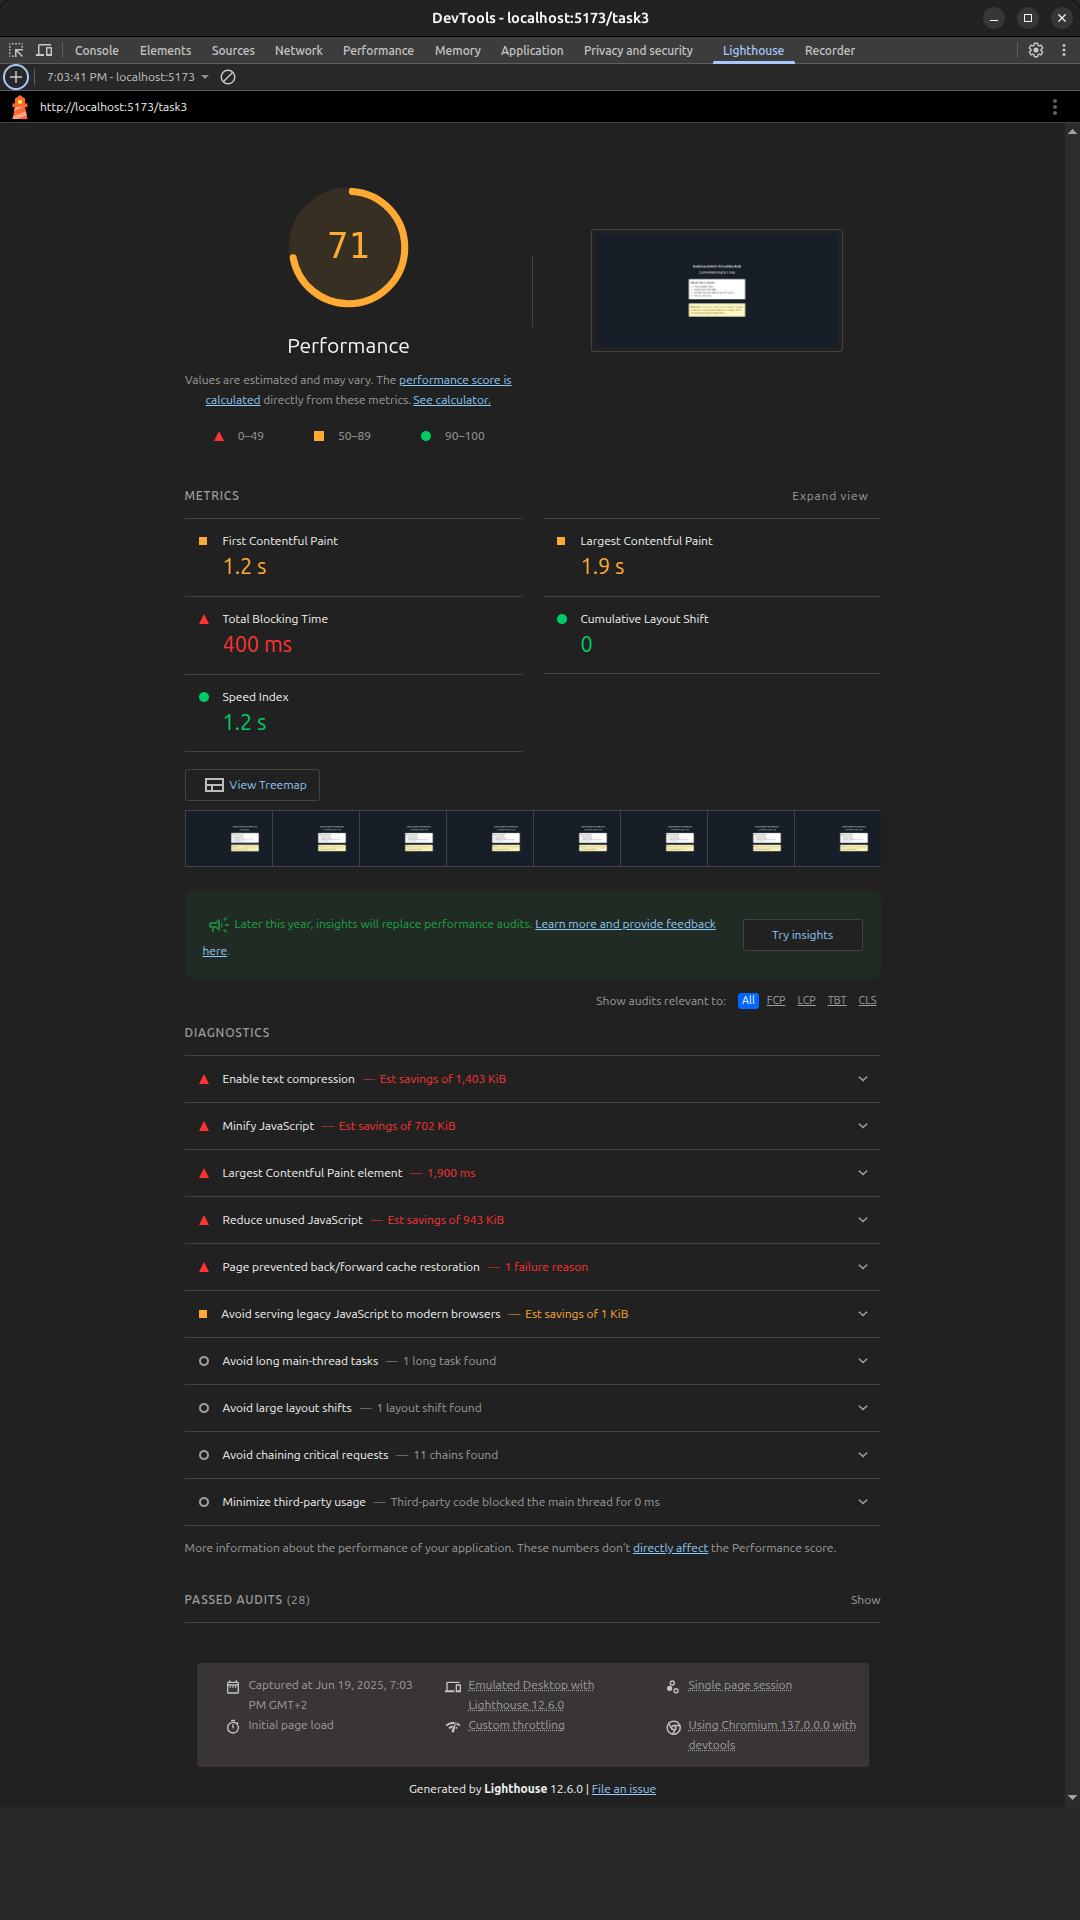 DevTools - localhost:5173/task3
Console Elements Sources Network Performance Memory Application Privacy and security Lighthouse Recorder
7:03:41 PM - localhost:5173
http://localhost:5173/task3
71
Performance
Values are estimated and may vary. The performance score is
calculated directly from these metrics. See calculator.
0–49 50–89 90–100
METRICS Expand view
First Contentful Paint
1.2 s
Largest Contentful Paint
1.9 s
Total Blocking Time
400 ms
Cumulative Layout Shift
0
Speed Index
1.2 s
View Treemap
Later this year, insights will replace performance audits. Learn more and provide feedback
here.
Try insights
Show audits relevant to: All FCP LCP TBT CLS
DIAGNOSTICS
Enable text compression — Est savings of 1,403 KiB
Minify JavaScript — Est savings of 702 KiB
Largest Contentful Paint element — 1,900 ms
Reduce unused JavaScript — Est savings of 943 KiB
Page prevented back/forward cache restoration — 1 failure reason
Avoid serving legacy JavaScript to modern browsers — Est savings of 1 KiB
Avoid long main-thread tasks — 1 long task found
Avoid large layout shifts — 1 layout shift found
Avoid chaining critical requests — 11 chains found
Minimize third-party usage — Third-party code blocked the main thread for 0 ms
More information about the performance of your application. These numbers don't directly affect the Performance score.
PASSED AUDITS (28) Show
Captured at Jun 19, 2025, 7:03
PM GMT+2
Emulated Desktop with
Lighthouse 12.6.0
Single page session
Initial page load
Custom throttling
Using Chromium 137.0.0.0 with
devtools
Generated by Lighthouse 12.6.0 | File an issue